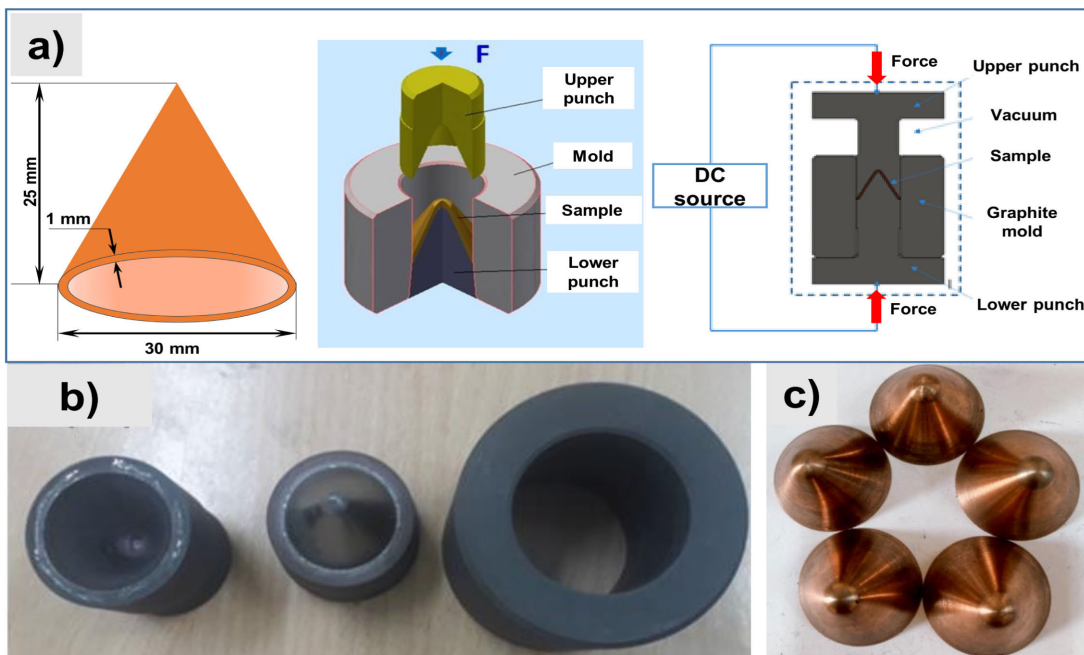 a)
25 mm
1 mm
30 mm
F
Upper
punch
Mold
Sample
Lower
punch
DC
source
Force
Force
Upper punch
Vacuum
Sample
Graphite
mold
Lower punch
b)
c)